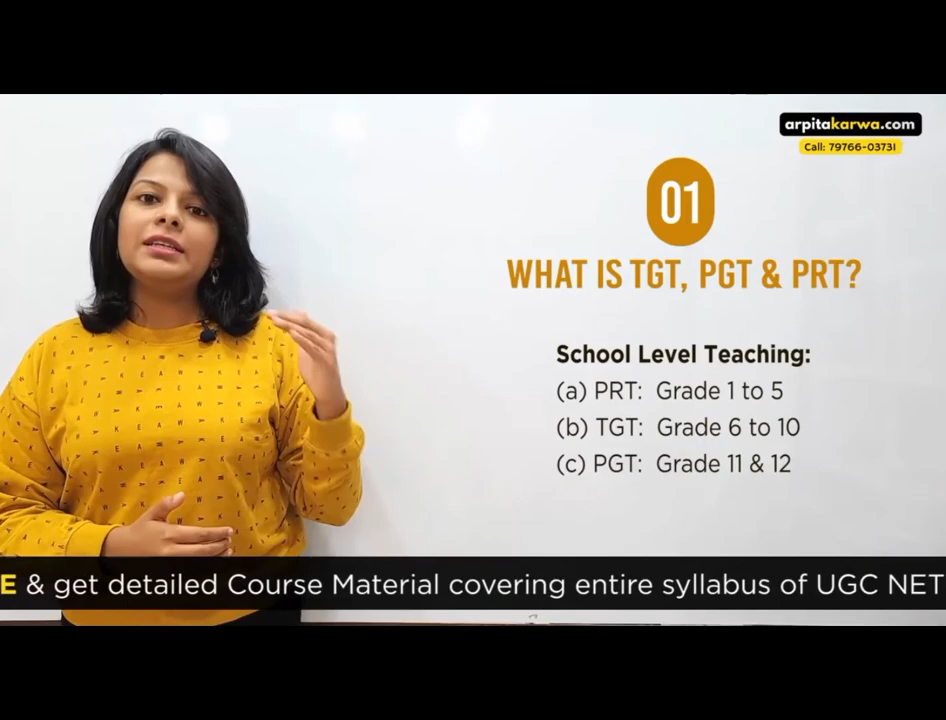 arpitakarwa.com
Call: 79766-03731
01
WHAT IS TGT, PGT & PRT?
School Level Teaching:
(a) PRT: Grade 1 to 5
(b) TGT: Grade 6 to 10
(c) PGT: Grade 11 & 12
E & get detailed Course Material covering entire syllabus of UGC NET